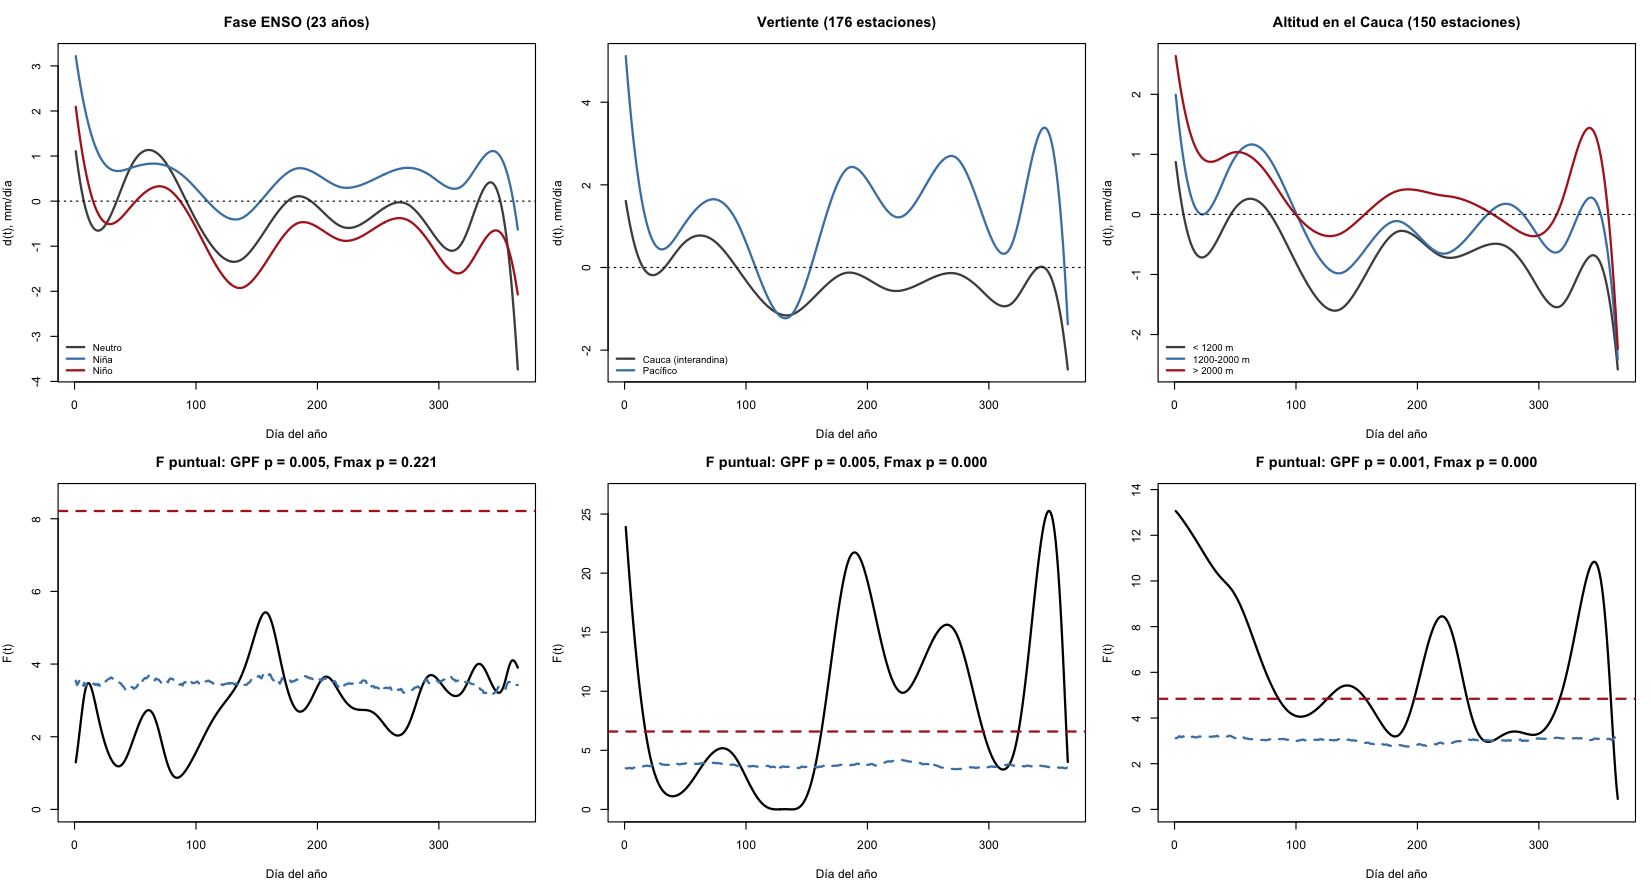 Fase ENSO (23 años)
d(t), mm/día
3
2
1
0
-1
-2
-3
-4
Neutro
Niña
Niño
0 100 200 300
Día del año
Vertiente (176 estaciones)
d(t), mm/día
4
2
0
-2
Cauca (interandina)
Pacífico
0 100 200 300
Día del año
Altitud en el Cauca (150 estaciones)
d(t), mm/día
2
1
0
-1
-2
< 1200 m
1200-2000 m
> 2000 m
0 100 200 300
Día del año
F puntual: GPF p = 0.005, Fmax p = 0.221
F(t)
8
6
4
2
0
0 100 200 300
Día del año
F puntual: GPF p = 0.005, Fmax p = 0.000
F(t)
25
20
15
10
5
0
0 100 200 300
Día del año
F puntual: GPF p = 0.001, Fmax p = 0.000
F(t)
14
12
10
8
6
4
2
0
0 100 200 300
Día del año